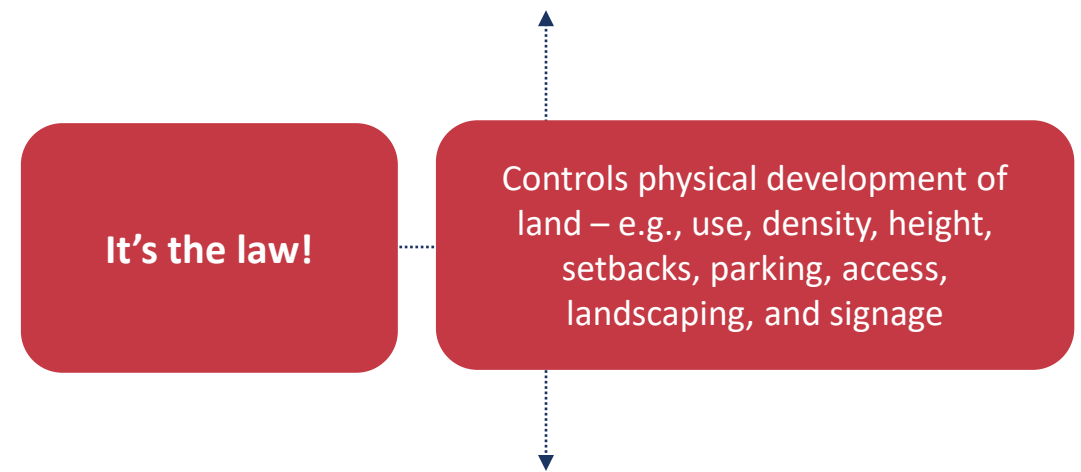 It’s the law!
Controls physical development of
land – e.g., use, density, height,
setbacks, parking, access,
landscaping, and signage